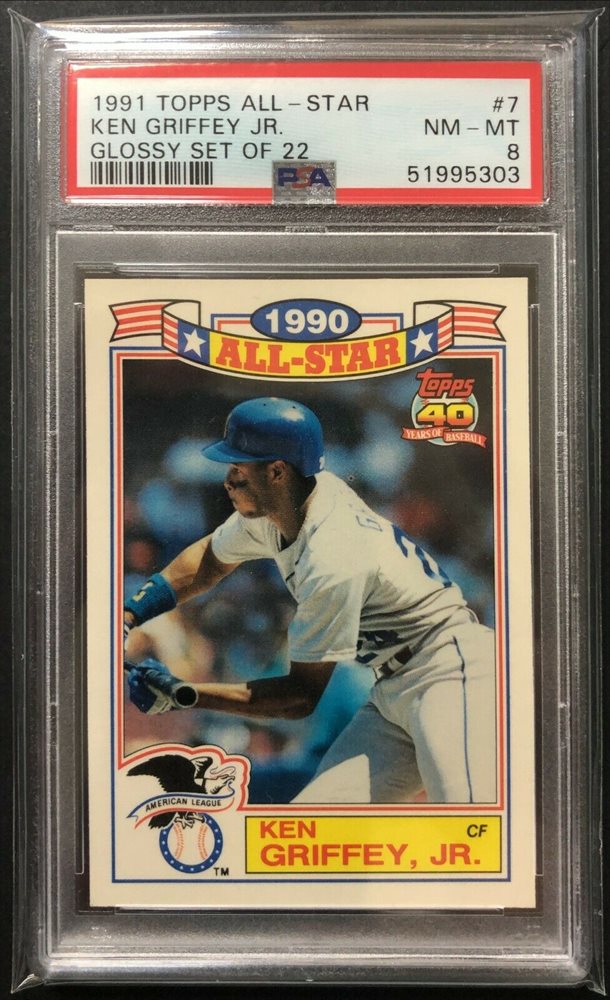 1991 TOPPS ALL-STAR #7
KEN GRIFFEY JR. NM-MT
GLOSSY SET OF 22 8
PSA 51995303
1990
ALL-STAR
Topps
40
YEARS OF BASEBALL
AMERICAN LEAGUE
TM
KEN CF
GRIFFEY, JR.